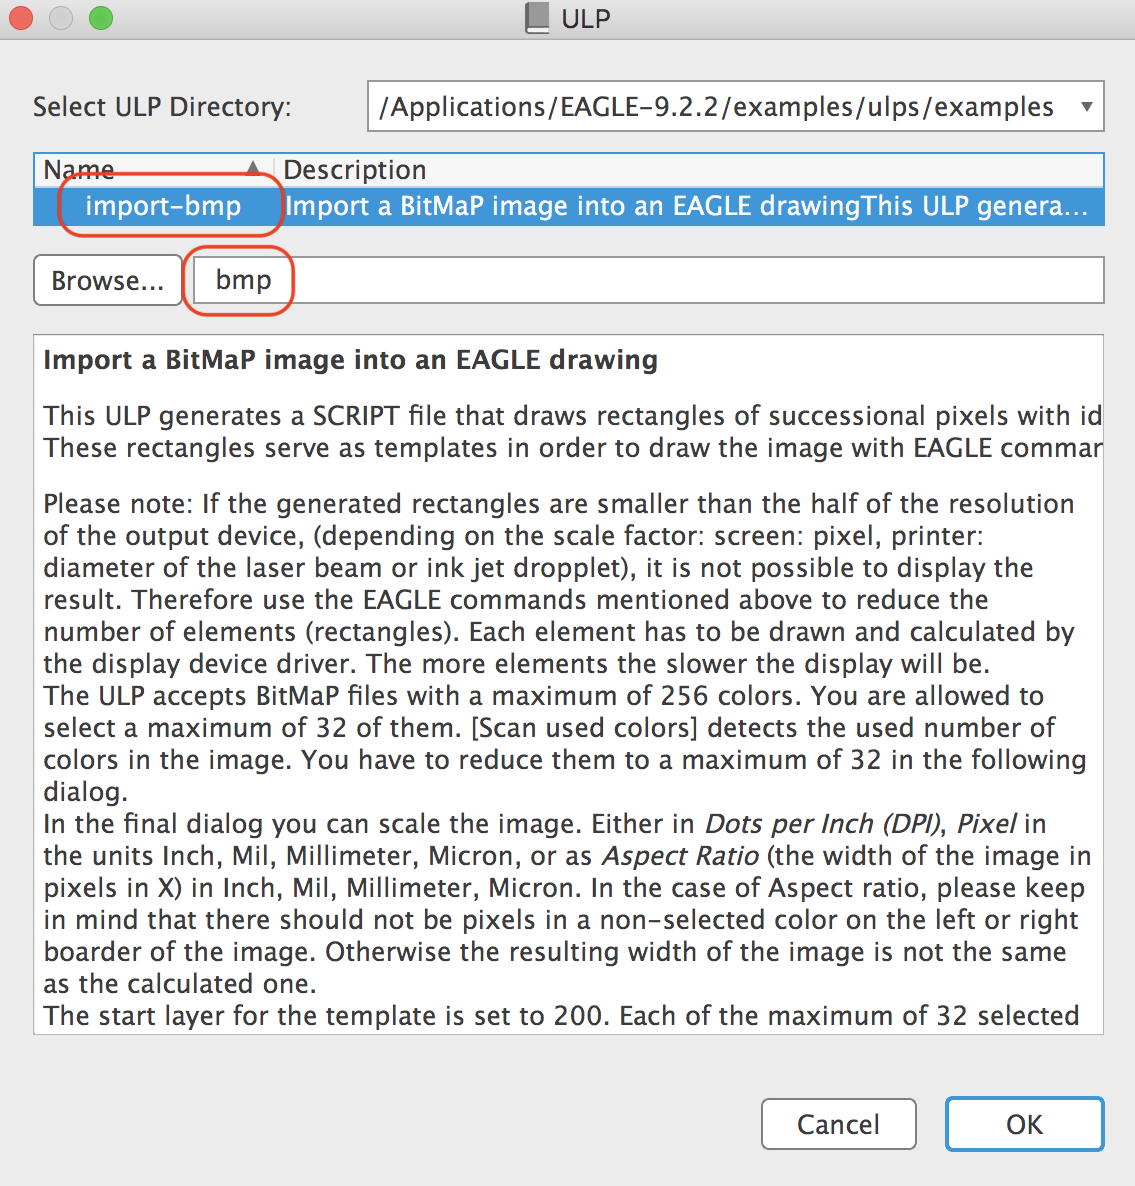 ULP
Select ULP Directory: /Applications/EAGLE-9.2.2/examples/ulps/examples
Name Description
import-bmp Import a BitMaP image into an EAGLE drawingThis ULP genera...
Browse... bmp
Import a BitMaP image into an EAGLE drawing
This ULP generates a SCRIPT file that draws rectangles of successional pixels with id
These rectangles serve as templates in order to draw the image with EAGLE commar
Please note: If the generated rectangles are smaller than the half of the resolution
of the output device, (depending on the scale factor: screen: pixel, printer:
diameter of the laser beam or ink jet dropplet), it is not possible to display the
result. Therefore use the EAGLE commands mentioned above to reduce the
number of elements (rectangles). Each element has to be drawn and calculated by
the display device driver. The more elements the slower the display will be.
The ULP accepts BitMaP files with a maximum of 256 colors. You are allowed to
select a maximum of 32 of them. [Scan used colors] detects the used number of
colors in the image. You have to reduce them to a maximum of 32 in the following
dialog.
In the final dialog you can scale the image. Either in Dots per Inch (DPI), Pixel in
the units Inch, Mil, Millimeter, Micron, or as Aspect Ratio (the width of the image in
pixels in X) in Inch, Mil, Millimeter, Micron. In the case of Aspect ratio, please keep
in mind that there should not be pixels in a non-selected color on the left or right
boarder of the image. Otherwise the resulting width of the image is not the same
as the calculated one.
The start layer for the template is set to 200. Each of the maximum of 32 selected
Cancel OK